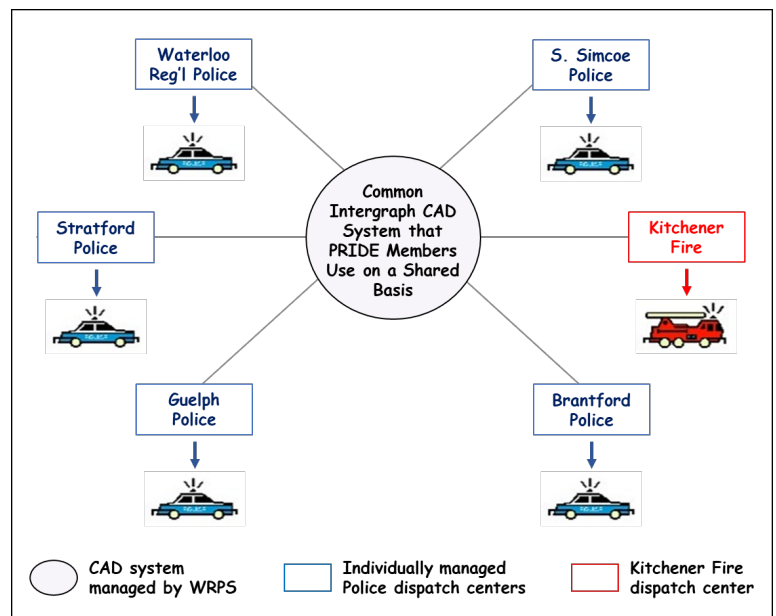 Waterloo
Reg'l Police
S. Simcoe
Police
Common
Intergraph CAD
System that
PRIDE Members
Use on a Shared
Basis
Stratford
Police
Kitchener
Fire
Guelph
Police
Brantford
Police
CAD system
managed by WRPS
Individually managed
Police dispatch centers
Kitchener Fire
dispatch center